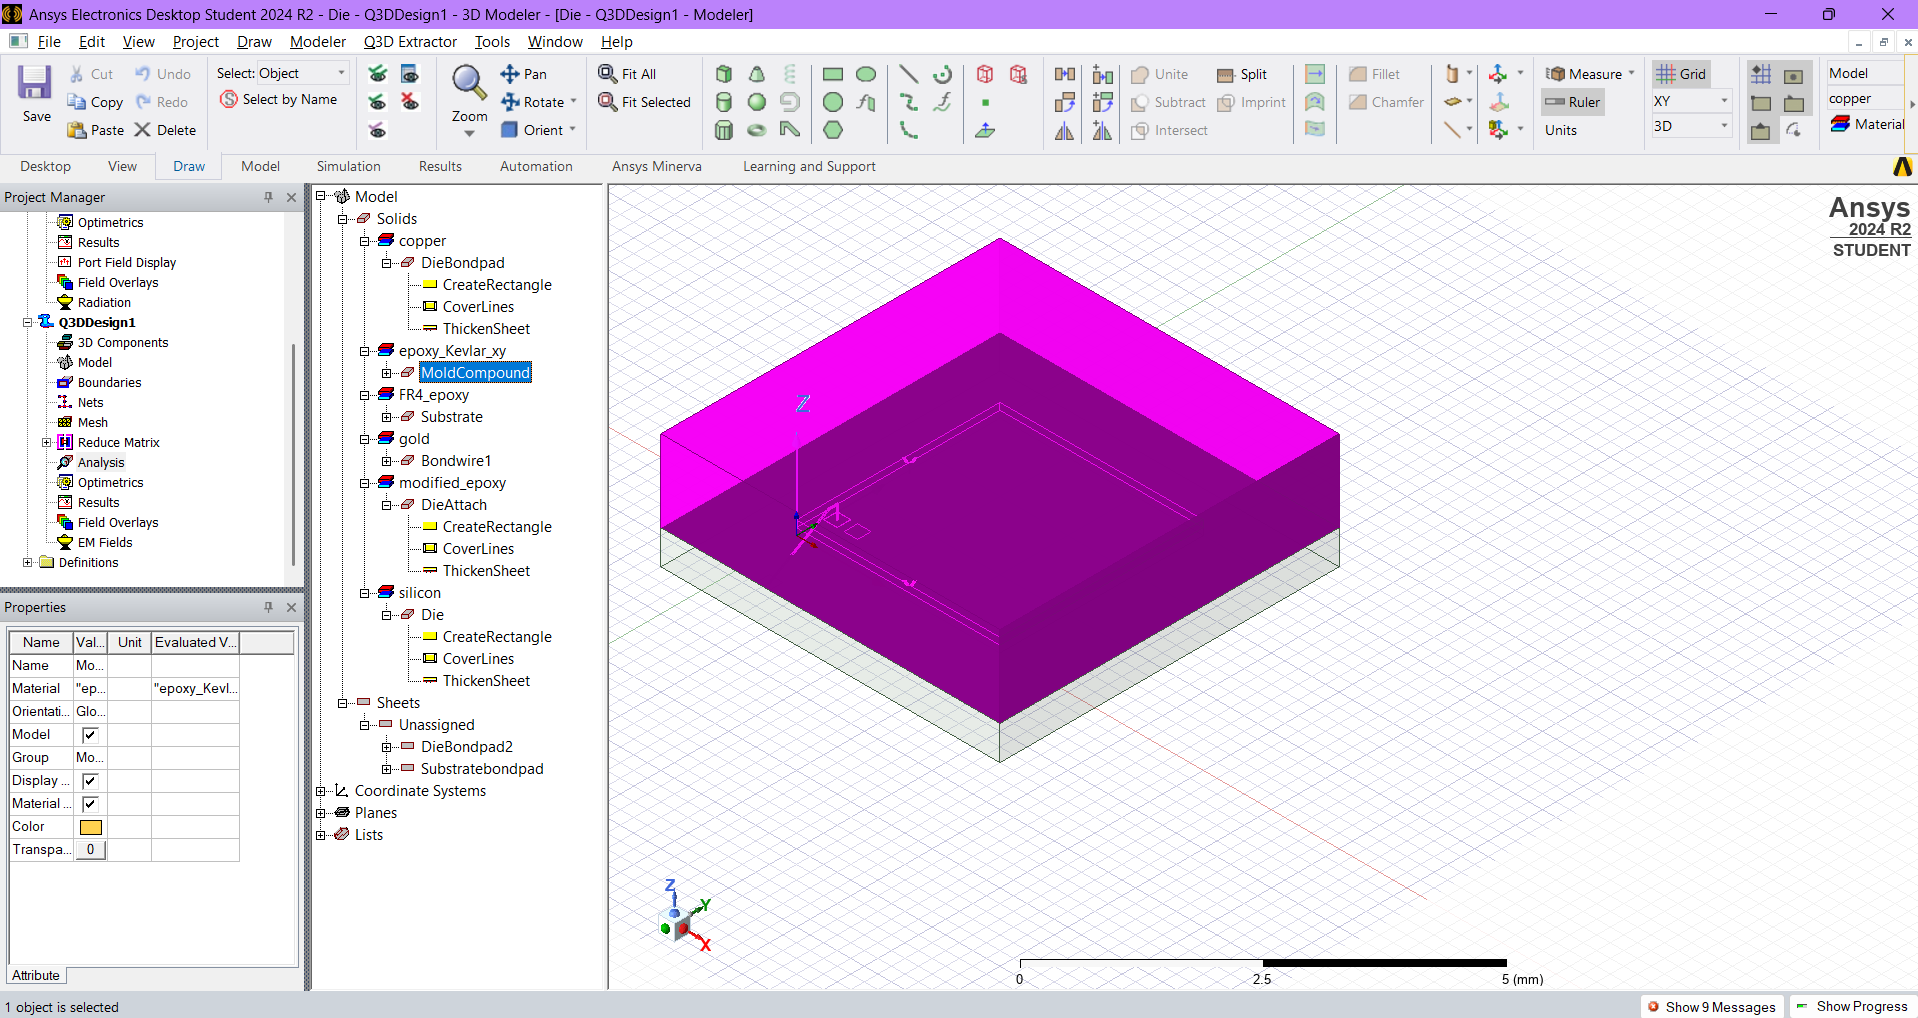 Ansys Electronics Desktop Student 2024 R2 - Die - Q3DDesign1 - 3D Modeler - [Die - Q3DDesign1 - Modeler]
File Edit View Project Draw Modeler Q3D Extractor Tools Window Help
Save
Cut
Copy
Paste
Undo
Redo
Delete
Select: Object
Select by Name
Zoom
Pan
Rotate
Orient
Fit All
Fit Selected
Unite
Subtract
Intersect
Split
Imprint
Fillet
Chamfer
Measure
Ruler
Units
Grid
XY
3D
Model
copper
Material
Desktop View Draw Model Simulation Results Automation Ansys Minerva Learning and Support
Project Manager
Optimetrics
Results
Port Field Display
Field Overlays
Radiation
Q3DDesign1
3D Components
Model
Boundaries
Nets
Mesh
Reduce Matrix
Analysis
Optimetrics
Results
Field Overlays
EM Fields
Definitions
Properties
Name Val... Unit Evaluated V...
Name Mo...
Material "ep... "epoxy_Kevl...
Orientati... Glo...
Model
Group Mo...
Display ...
Material ...
Color
Transpa... 0
Attribute
Model
Solids
copper
DieBondpad
CreateRectangle
CoverLines
ThickenSheet
epoxy_Kevlar_xy
MoldCompound
FR4_epoxy
Substrate
gold
Bondwire1
modified_epoxy
DieAttach
CreateRectangle
CoverLines
ThickenSheet
silicon
Die
CreateRectangle
CoverLines
ThickenSheet
Sheets
Unassigned
DieBondpad2
Substratebondpad
Coordinate Systems
Planes
Lists
Ansys
2024 R2
STUDENT
Z
Z
Y
X
0 2.5 5 (mm)
1 object is selected
Show 9 Messages
Show Progress